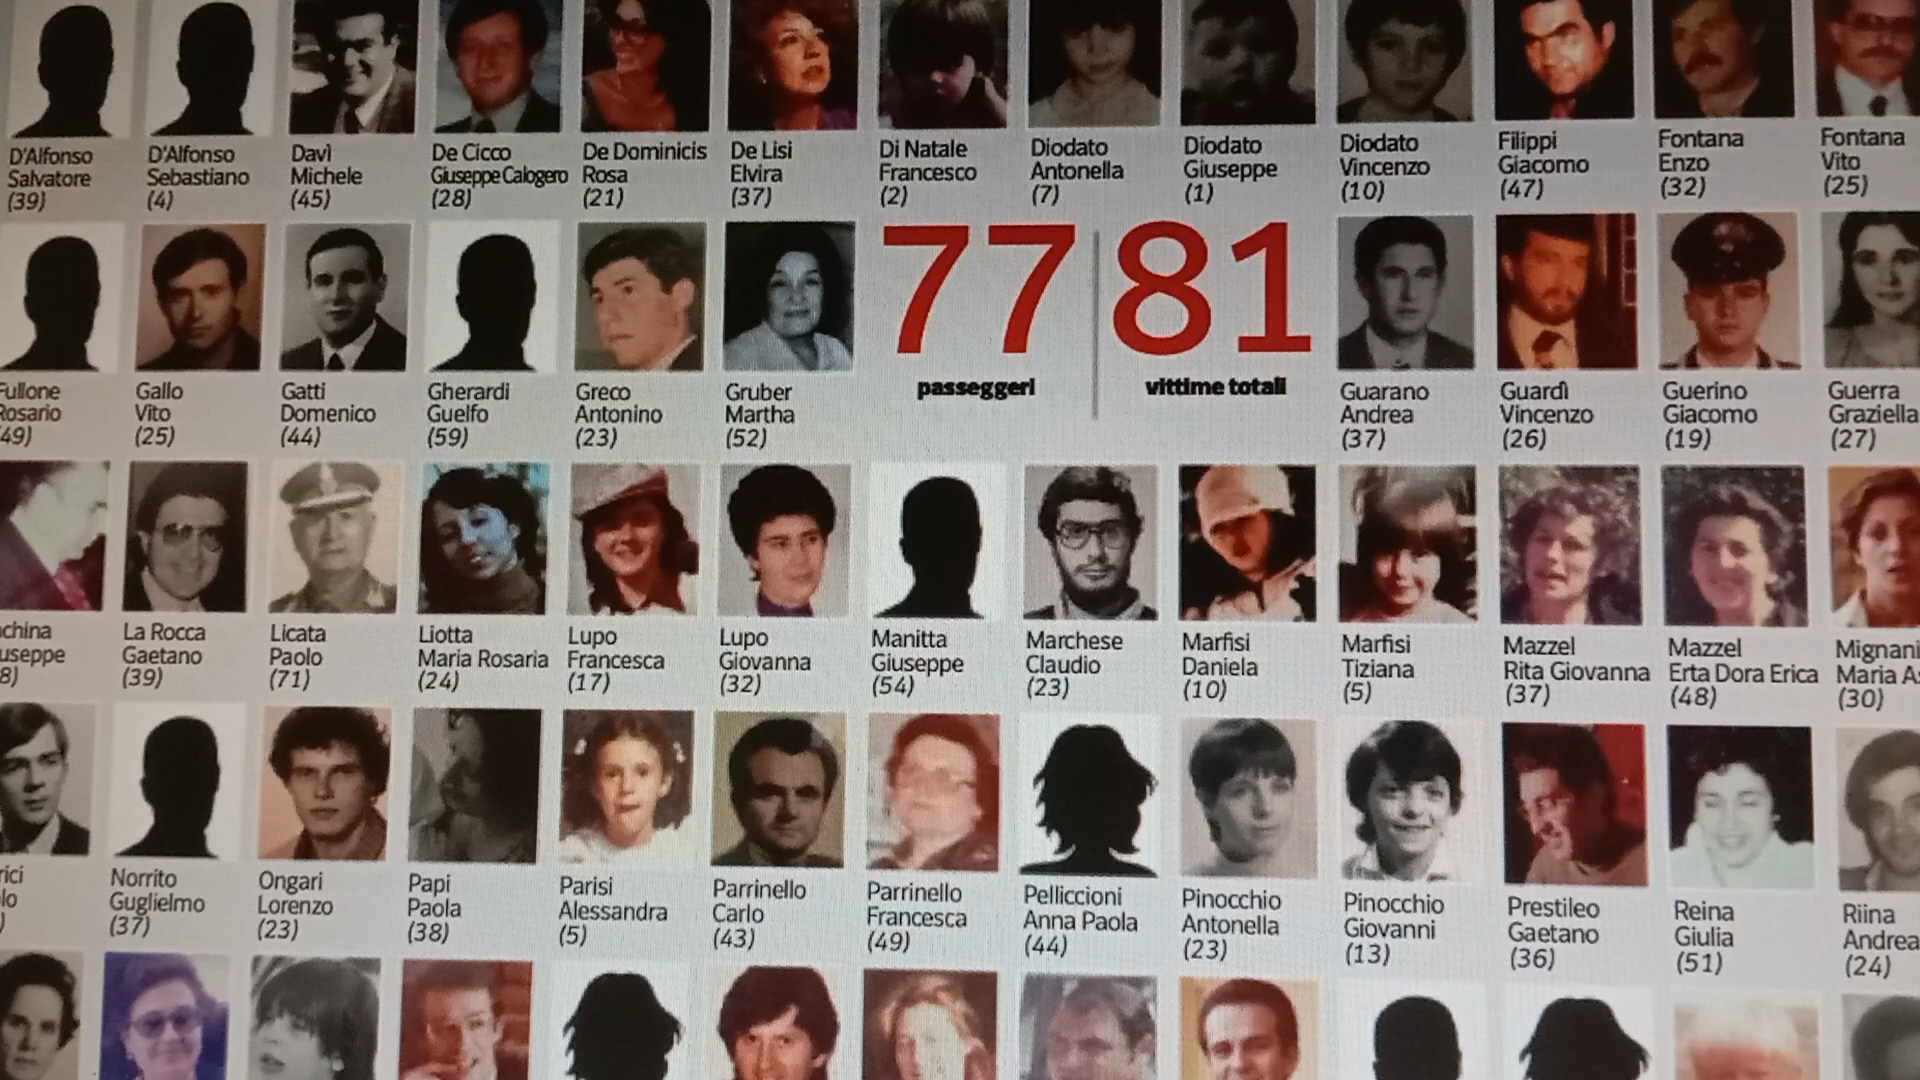 D'Alfonso
Salvatore
(39)
D'Alfonso
Sebastiano
(4)
Davì
Michele
(45)
De Cicco
Giuseppe Calogero
(28)
De Dominicis
Rosa
(21)
De Lisi
Elvira
(37)
Di Natale
Francesco
(2)
Diodato
Antonella
(7)
Diodato
Giuseppe
(1)
Diodato
Vincenzo
(10)
Filippi
Giacomo
(47)
Fontana
Enzo
(32)
Fontana
Vito
(25)
Fullone
Rosario
(49)
Gallo
Vito
(25)
Gatti
Domenico
(44)
Gherardi
Guelfo
(59)
Greco
Antonino
(23)
Gruber
Martha
(52)
77
passeggeri
81
vittime totali
Guarano
Andrea
(37)
Guardì
Vincenzo
(26)
Guerino
Giacomo
(19)
Guerra
Graziella
(27)
china
useppe
8)
La Rocca
Gaetano
(39)
Licata
Paolo
(71)
Liotta
Maria Rosaria
(24)
Lupo
Francesca
(17)
Lupo
Giovanna
(32)
Manitta
Giuseppe
(54)
Marchese
Claudio
(23)
Marfisi
Daniela
(10)
Marfisi
Tiziana
(5)
Mazzel
Rita Giovanna
(37)
Mazzel
Erta Dora Erica
(48)
Mignani
Maria As
(30)
rici
lo
)
Norrito
Guglielmo
(37)
Ongari
Lorenzo
(23)
Papi
Paola
(38)
Parisi
Alessandra
(5)
Parrinello
Carlo
(43)
Parrinello
Francesca
(49)
Pelliccioni
Anna Paola
(44)
Pinocchio
Antonella
(23)
Pinocchio
Giovanni
(13)
Prestileo
Gaetano
(36)
Reina
Giulia
(51)
Riina
Andrea
(24)